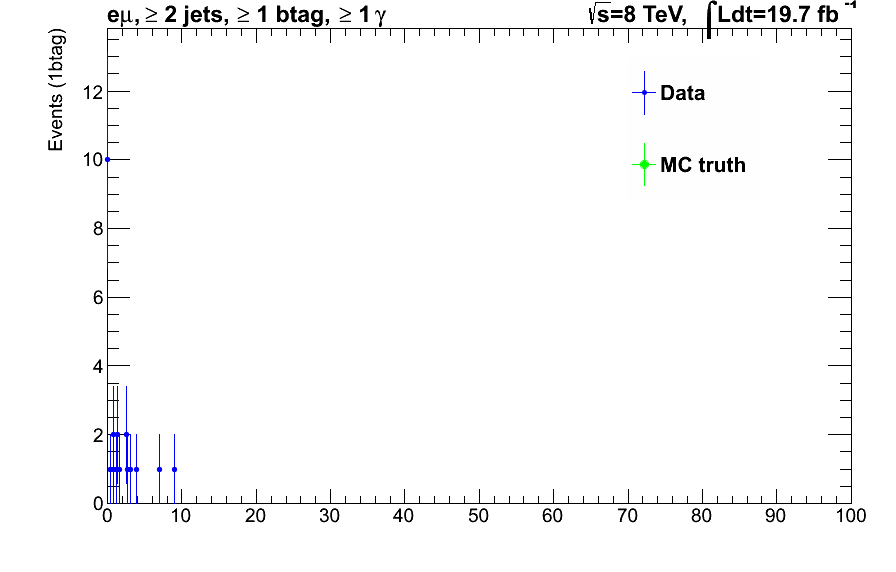 eμ, ≥ 2 jets, ≥ 1 btag, ≥ 1 γ √s=8 TeV, ∫Ldt=19.7 fb⁻¹
Events (1btag)
Data
MC truth
12
10
8
6
4
2
0
0 10 20 30 40 50 60 70 80 90 100